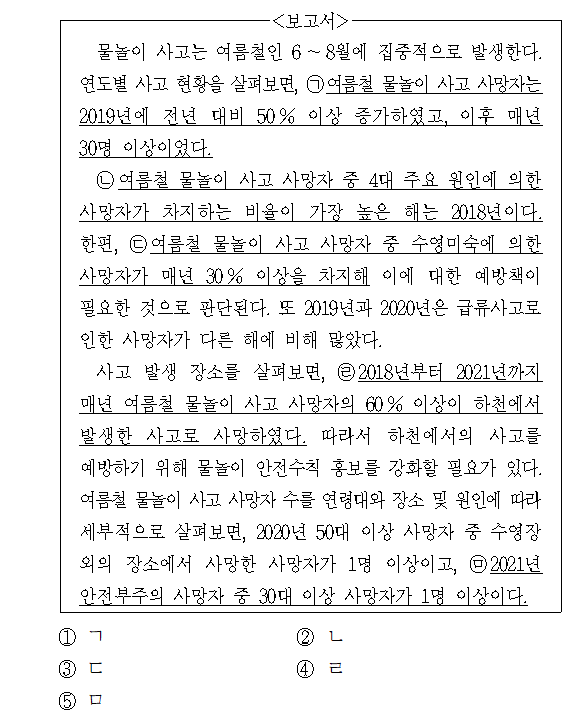 <보고서>
물놀이 사고는 여름철인 6～8월에 집중적으로 발생한다.
연도별 사고 현황을 살펴보면, ㉠여름철 물놀이 사고 사망자는
2019년에 전년 대비 50% 이상 증가하였고, 이후 매년
30명 이상이었다.
㉡여름철 물놀이 사고 사망자 중 4대 주요 원인에 의한
사망자가 차지하는 비율이 가장 높은 해는 2018년이다.
한편, ㉢여름철 물놀이 사고 사망자 중 수영미숙에 의한
사망자가 매년 30% 이상을 차지해 이에 대한 예방책이
필요한 것으로 판단된다. 또 2019년과 2020년은 급류사고로
인한 사망자가 다른 해에 비해 많았다.
사고 발생 장소를 살펴보면, ㉣2018년부터 2021년까지
매년 여름철 물놀이 사고 사망자의 60% 이상이 하천에서
발생한 사고로 사망하였다. 따라서 하천에서의 사고를
예방하기 위해 물놀이 안전수칙 홍보를 강화할 필요가 있다.
여름철 물놀이 사고 사망자 수를 연령대와 장소 및 원인에 따라
세부적으로 살펴보면, 2020년 50대 이상 사망자 중 수영장
외의 장소에서 사망한 사망자가 1명 이상이고, ㉤2021년
안전부주의 사망자 중 30대 이상 사망자가 1명 이상이다.
① ㄱ ② ㄴ
③ ㄷ ④ ㄹ
⑤ ㅁ